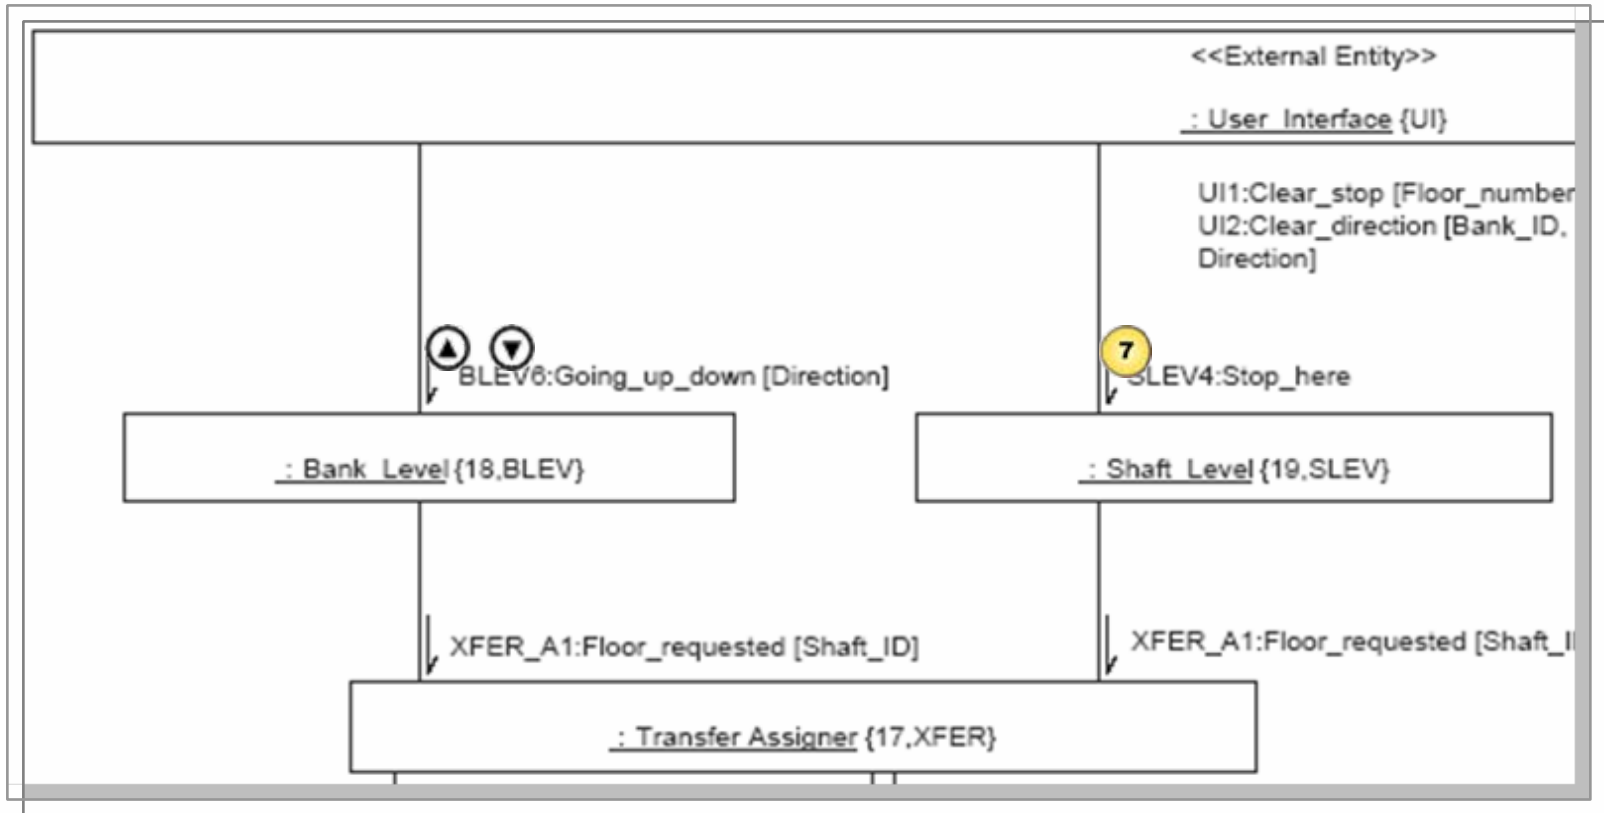 <<External Entity>>
: User_Interface {UI}
UI1:Clear_stop [Floor_number
UI2:Clear_direction [Bank_ID,
Direction]
▲ ▼
7
BLEV6:Going_up_down [Direction]
SLEV4:Stop_here
: Bank_Level {18,BLEV}
: Shaft_Level {19,SLEV}
XFER_A1:Floor_requested [Shaft_ID]
XFER_A1:Floor_requested [Shaft_I
: Transfer Assigner {17,XFER}